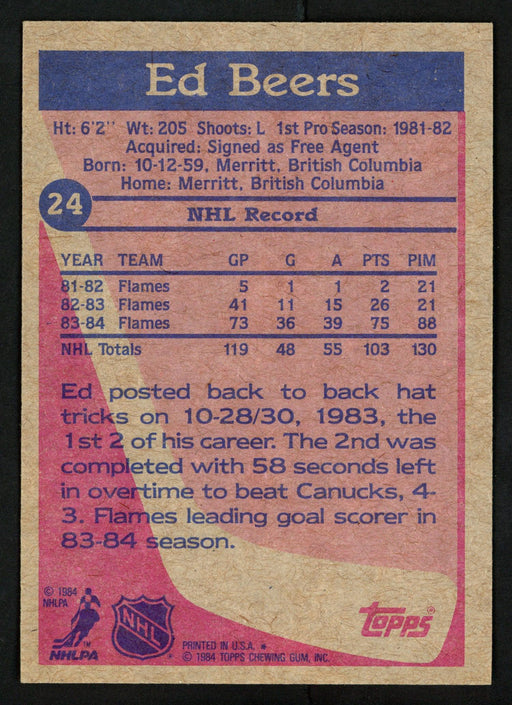 Ed Beers
Ht: 6'2" Wt: 205 Shoots: L 1st Pro Season: 1981-82
Acquired: Signed as Free Agent
Born: 10-12-59, Merritt, British Columbia
Home: Merritt, British Columbia
24
NHL Record
YEAR TEAM GP G A PTS PIM
81-82 Flames 5 1 1 2 21
82-83 Flames 41 11 15 26 21
83-84 Flames 73 36 39 75 88
NHL Totals 119 48 55 103 130
Ed posted back to back hat
tricks on 10-28/30, 1983, the
1st 2 of his career. The 2nd was
completed with 58 seconds left
in overtime to beat Canucks, 4-
3. Flames leading goal scorer in
83-84 season.
© 1984
NHLPA
TM
NHLPA
NHL
®
PRINTED IN U.S.A. *
© 1984 TOPPS CHEWING GUM, INC.
topps®